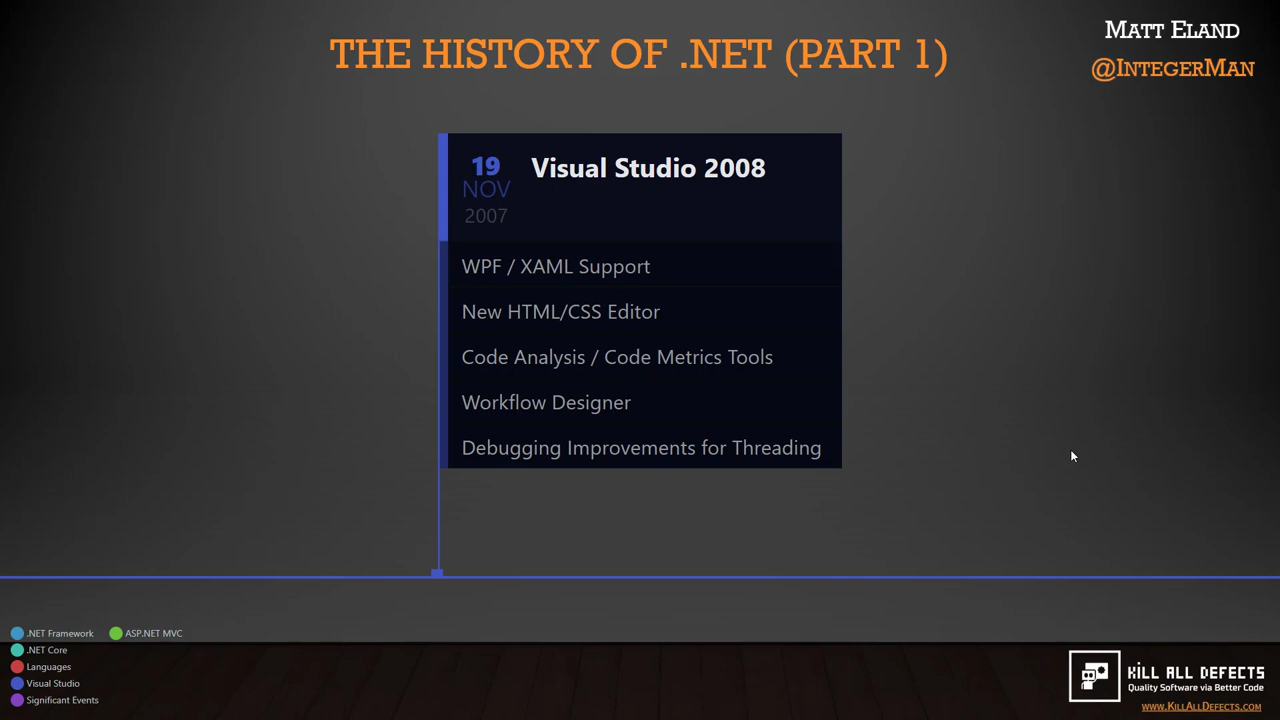 THE HISTORY OF .NET (PART 1)
MATT ELAND
@INTEGERMAN
19
NOV
2007
Visual Studio 2008
WPF / XAML Support
New HTML/CSS Editor
Code Analysis / Code Metrics Tools
Workflow Designer
Debugging Improvements for Threading
.NET Framework
ASP.NET MVC
.NET Core
Languages
Visual Studio
Significant Events
KILL ALL DEFECTS
Quality Software via Better Code
WWW.KILLALLDEFECTS.COM